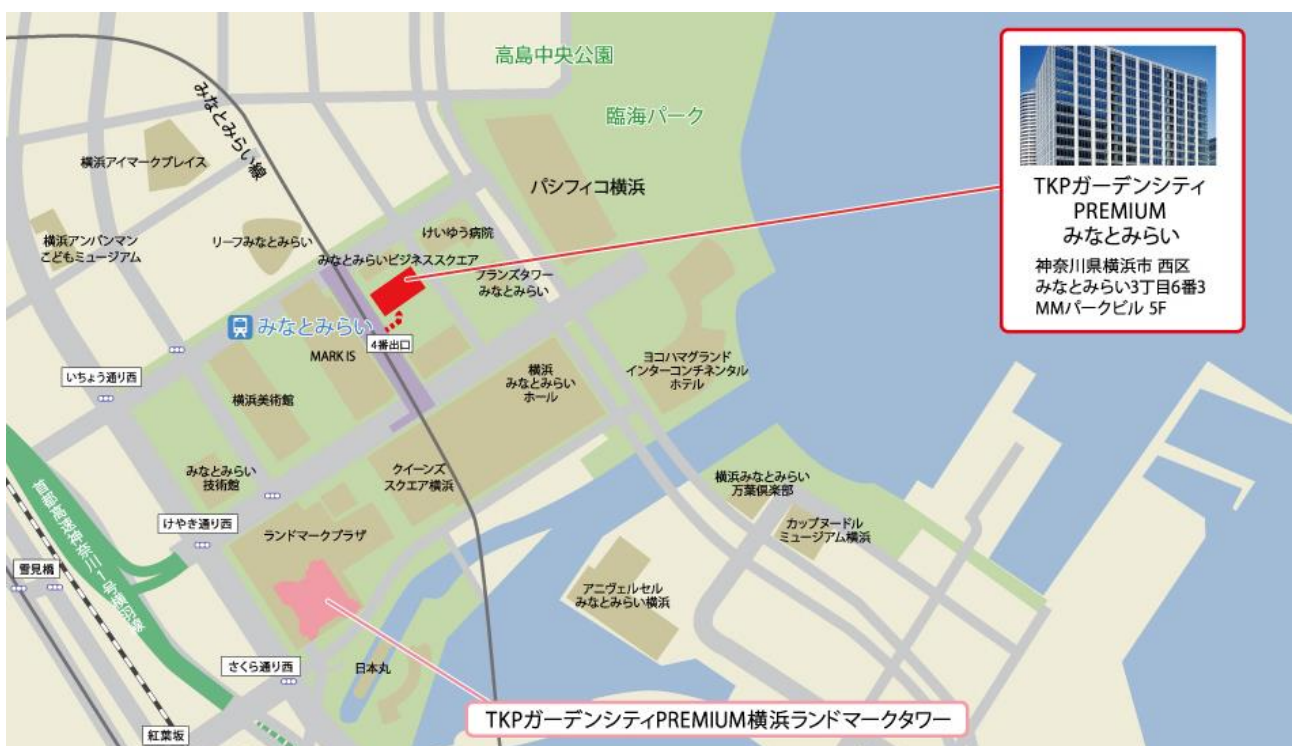 高島中央公園
臨海パーク
みなとみらい線
横浜アイマークプレイス
パシフィコ横浜
TKPガーデンシティ
PREMIUM
みなとみらい
神奈川県横浜市 西区
みなとみらい3丁目6番3
MMパークビル 5F
横浜アンパンマン
こどもミュージアム
リーフみなとみらい
けいゆう病院
みなとみらいビジネススクエア
ブランズタワー
みなとみらい
みなとみらい
4番出口
MARK IS
いちょう通り西
横浜美術館
横浜
みなとみらい
ホール
ヨコハマグランド
インターコンチネンタル
ホテル
みなとみらい
技術館
クイーンズ
スクエア横浜
横浜みなとみらい
万葉倶楽部
けやき通り西
ランドマークプラザ
カップヌードル
ミュージアム横浜
雪見橋
首都高速神奈川1号横羽線
アニヴェルセル
みなとみらい横浜
さくら通り西
日本丸
紅葉坂
TKPガーデンシティPREMIUM横浜ランドマークタワー